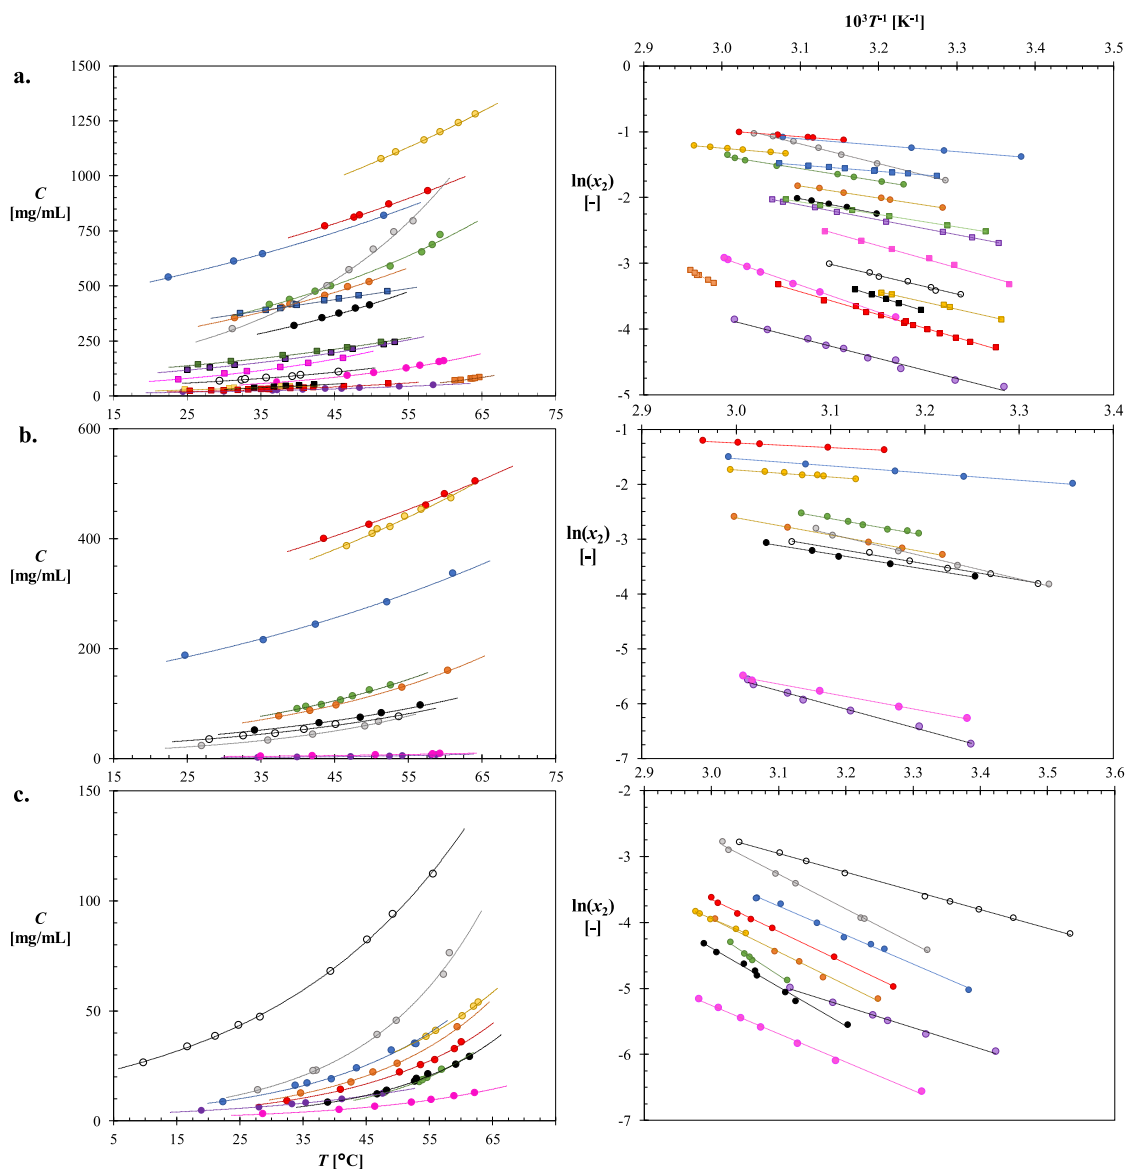 10³T⁻¹ [K⁻¹]
2.9 3.0 3.1 3.2 3.3 3.4 3.5
a.
1500
1250
1000
750
500
250
0
C
[mg/mL]
15 25 35 45 55 65 75
0
-1
-2
-3
-4
-5
ln(x₂)
[-]
2.9 3.0 3.1 3.2 3.3 3.4
b.
600
400
200
0
C
[mg/mL]
15 25 35 45 55 65 75
-1
-2
-3
-4
-5
-6
-7
ln(x₂)
[-]
2.9 3.0 3.1 3.2 3.3 3.4 3.5 3.6
c.
150
100
50
0
C
[mg/mL]
5 15 25 35 45 55 65 75
T [°C]
-2
-3
-4
-5
-6
-7
ln(x₂)
[-]